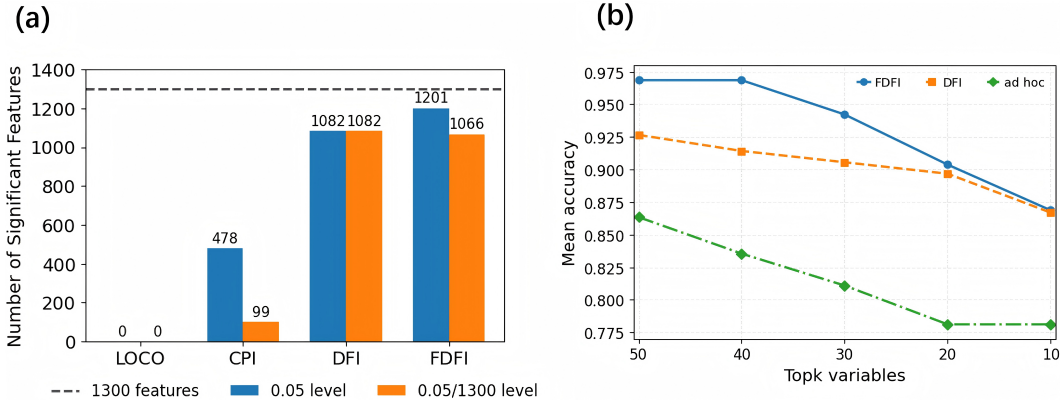 (a)
Number of Significant Features
1400
1200
1000
800
600
400
200
0
0 0
478
99
1082 1082
1201
1066
LOCO CPI DFI FDFI
1300 features 0.05 level 0.05/1300 level
(b)
Mean accuracy
0.975
0.950
0.925
0.900
0.875
0.850
0.825
0.800
0.775
FDFI DFI ad hoc
50 40 30 20 10
Topk variables